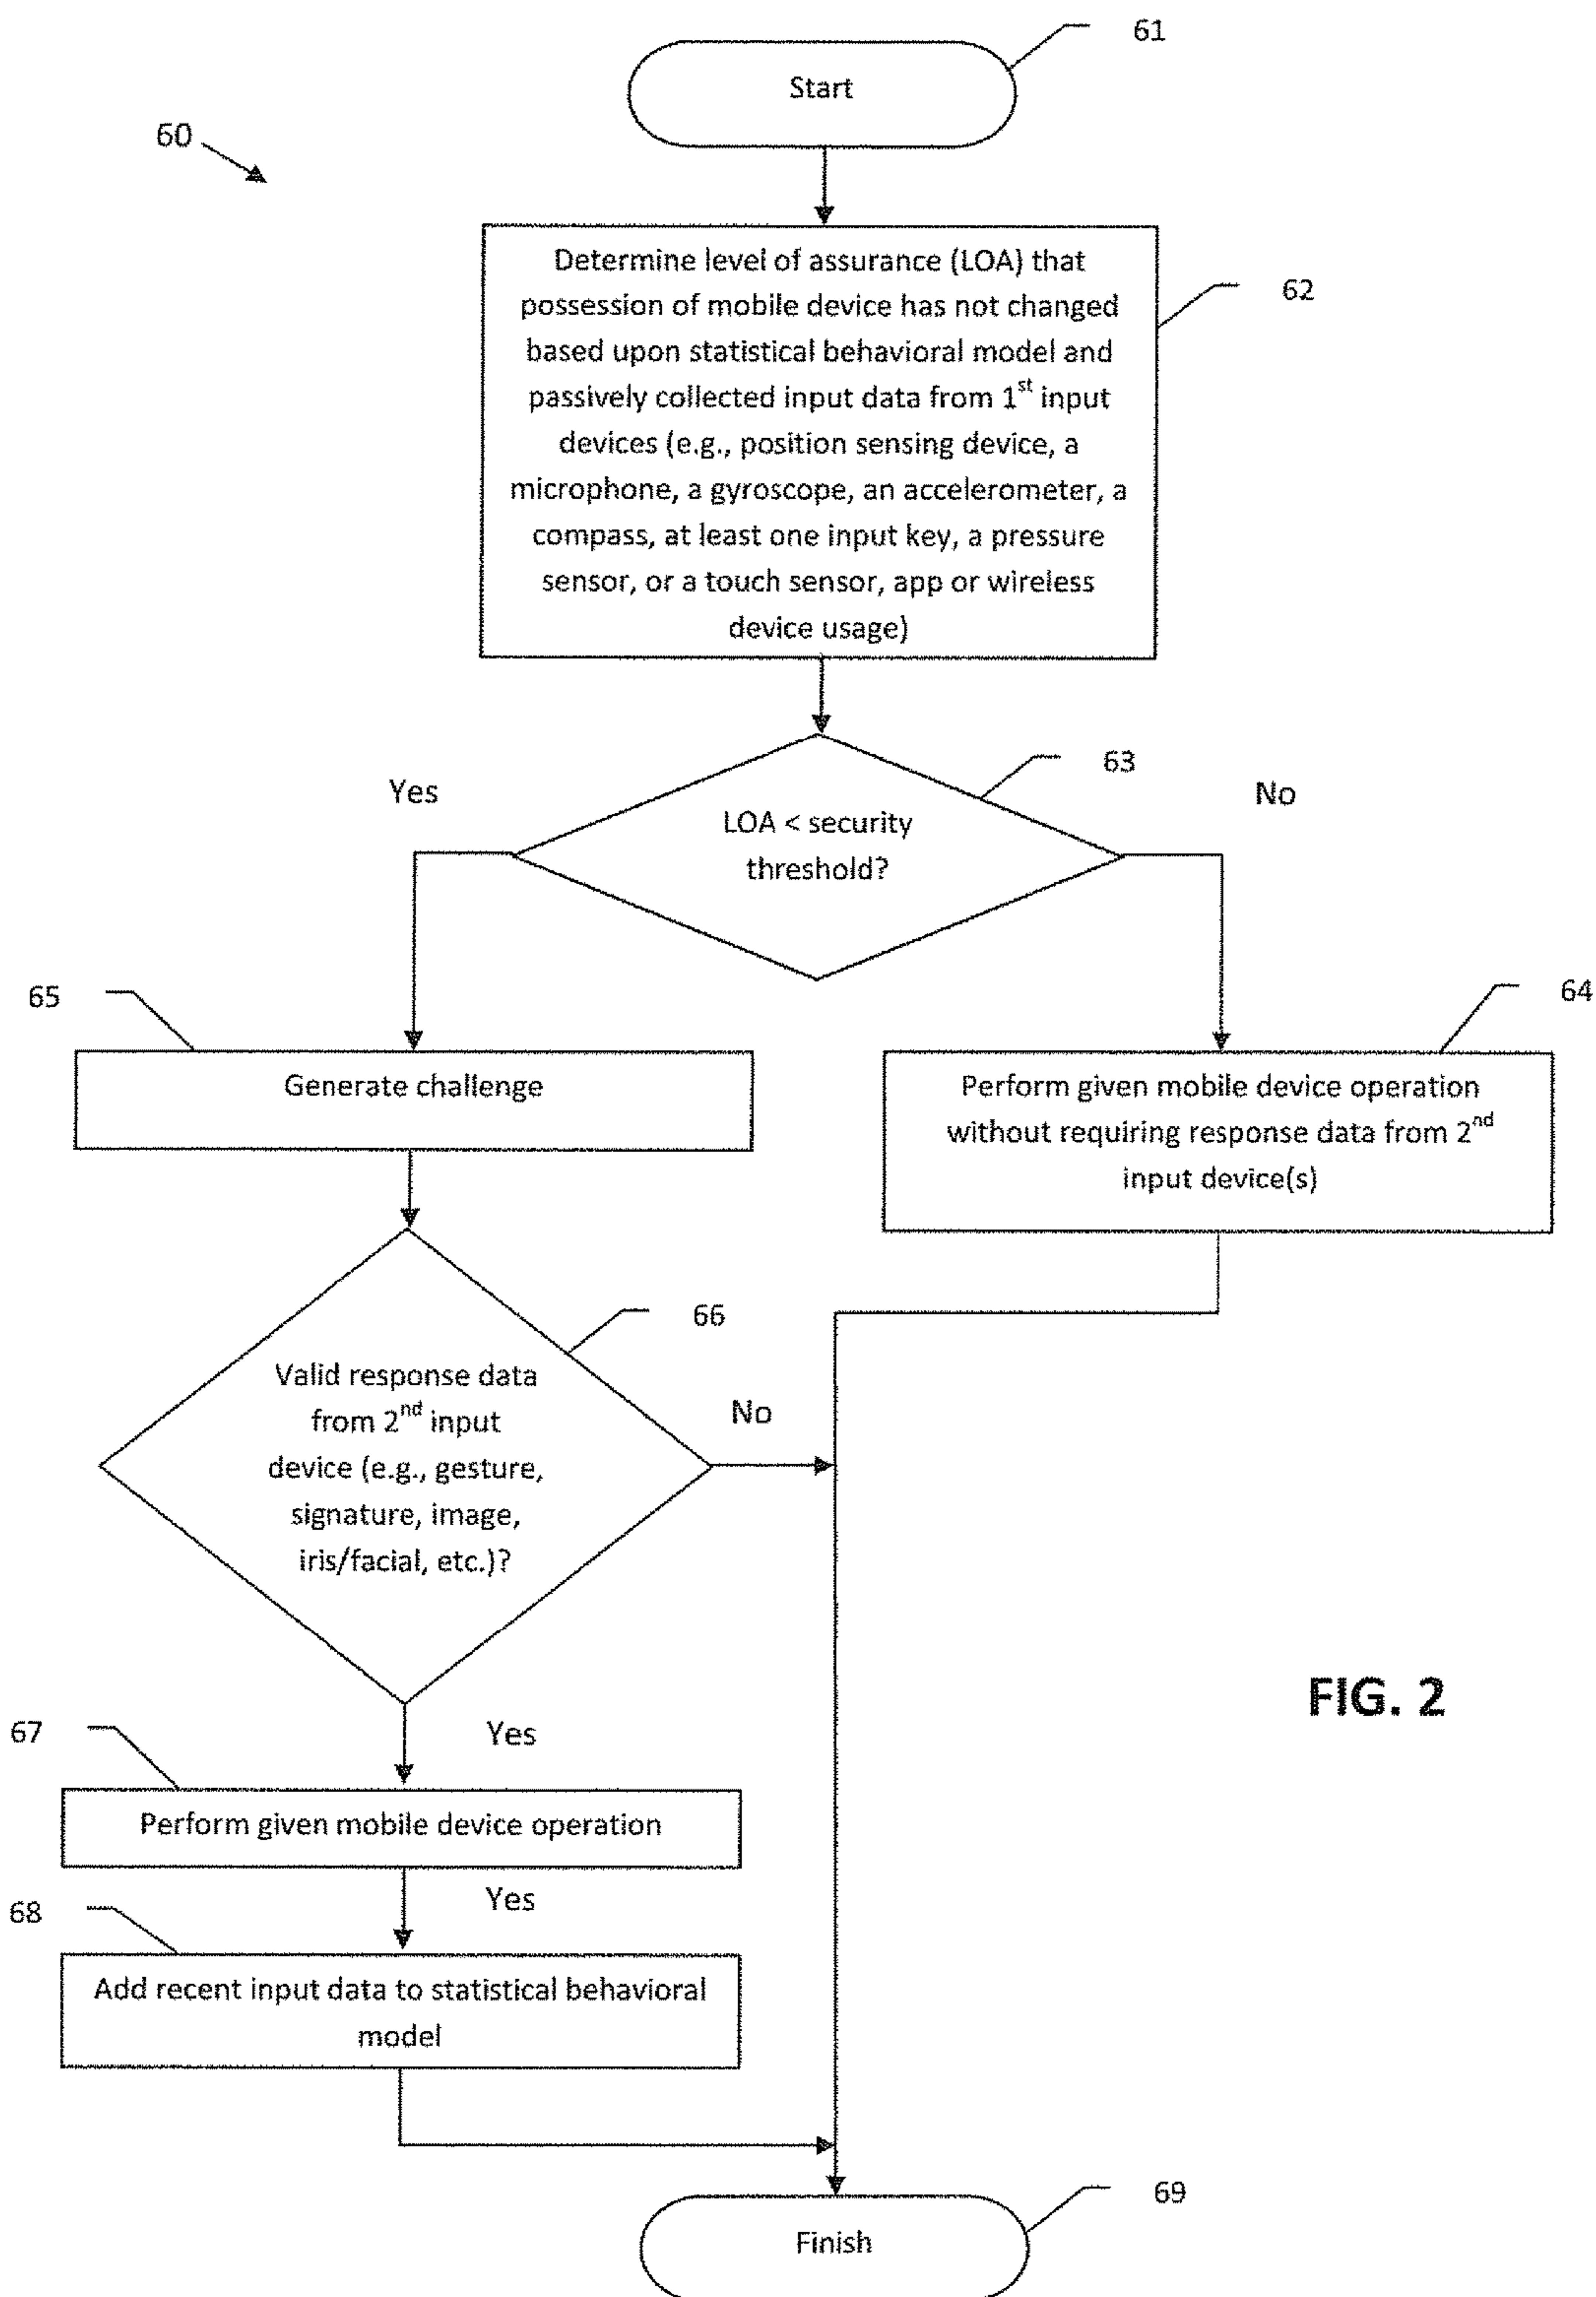 61
Start
60
Determine level of assurance (LOA) that
possession of mobile device has not changed
based upon statistical behavioral model and
passively collected input data from 1st input
devices (e.g., position sensing device, a
microphone, a gyroscope, an accelerometer, a
compass, at least one input key, a pressure
sensor, or a touch sensor, app or wireless
device usage)
62
63
Yes
No
LOA < security
threshold?
65
64
Generate challenge
Perform given mobile device operation
without requiring response data from 2nd
input device(s)
66
Valid response data
from 2nd input
device (e.g., gesture,
signature, image,
iris/facial, etc.)?
No
FIG. 2
67
Yes
Perform given mobile device operation
68
Yes
Add recent input data to statistical behavioral
model
69
Finish